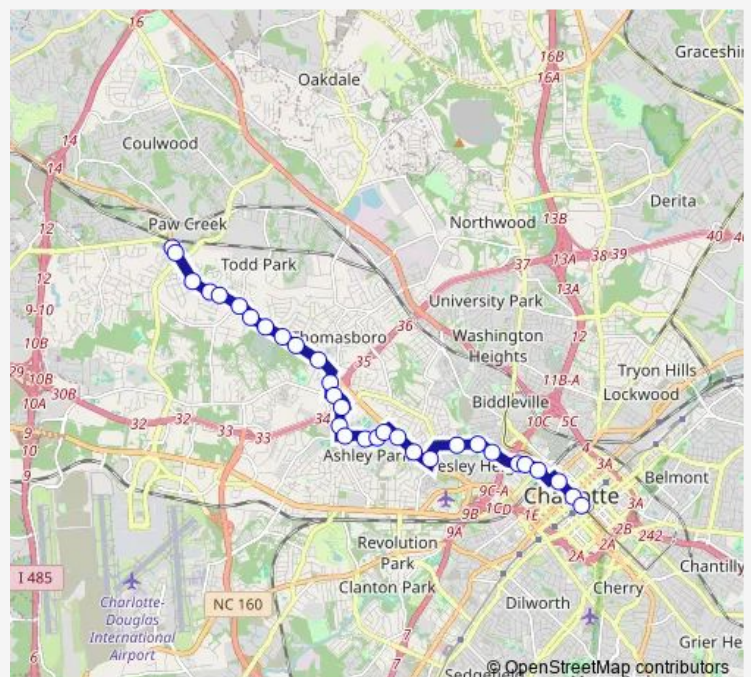 16
16B
16A
Graceshi
Oakdale
14
Coulwood
14
Derita
Paw Creek
Northwood
13B
12
Todd Park
37
13A
38
39
40
13A
12
University Park
9-10
36
12
10B
Thomasboro
Washington
Heights
35
Tryon Hills
29
10B
30B
11B-A
Lockwood
10A
32
32
33
33
34
Biddleville
10C
5C
9
10
9
Ashley Park
Wesley Heig
4
3A
Belmont
9C-A
Charlotte
9B
1CD
1E
3A
9A
2B
242
Revolution
Park
2A
Chantilly
I 485
Clanton Park
Cherry
NC 160
Dilworth
Charlotte-
Douglas
International
Airport
7
7
6
Grier He
Sedgefield
© OpenStreetMap contributors